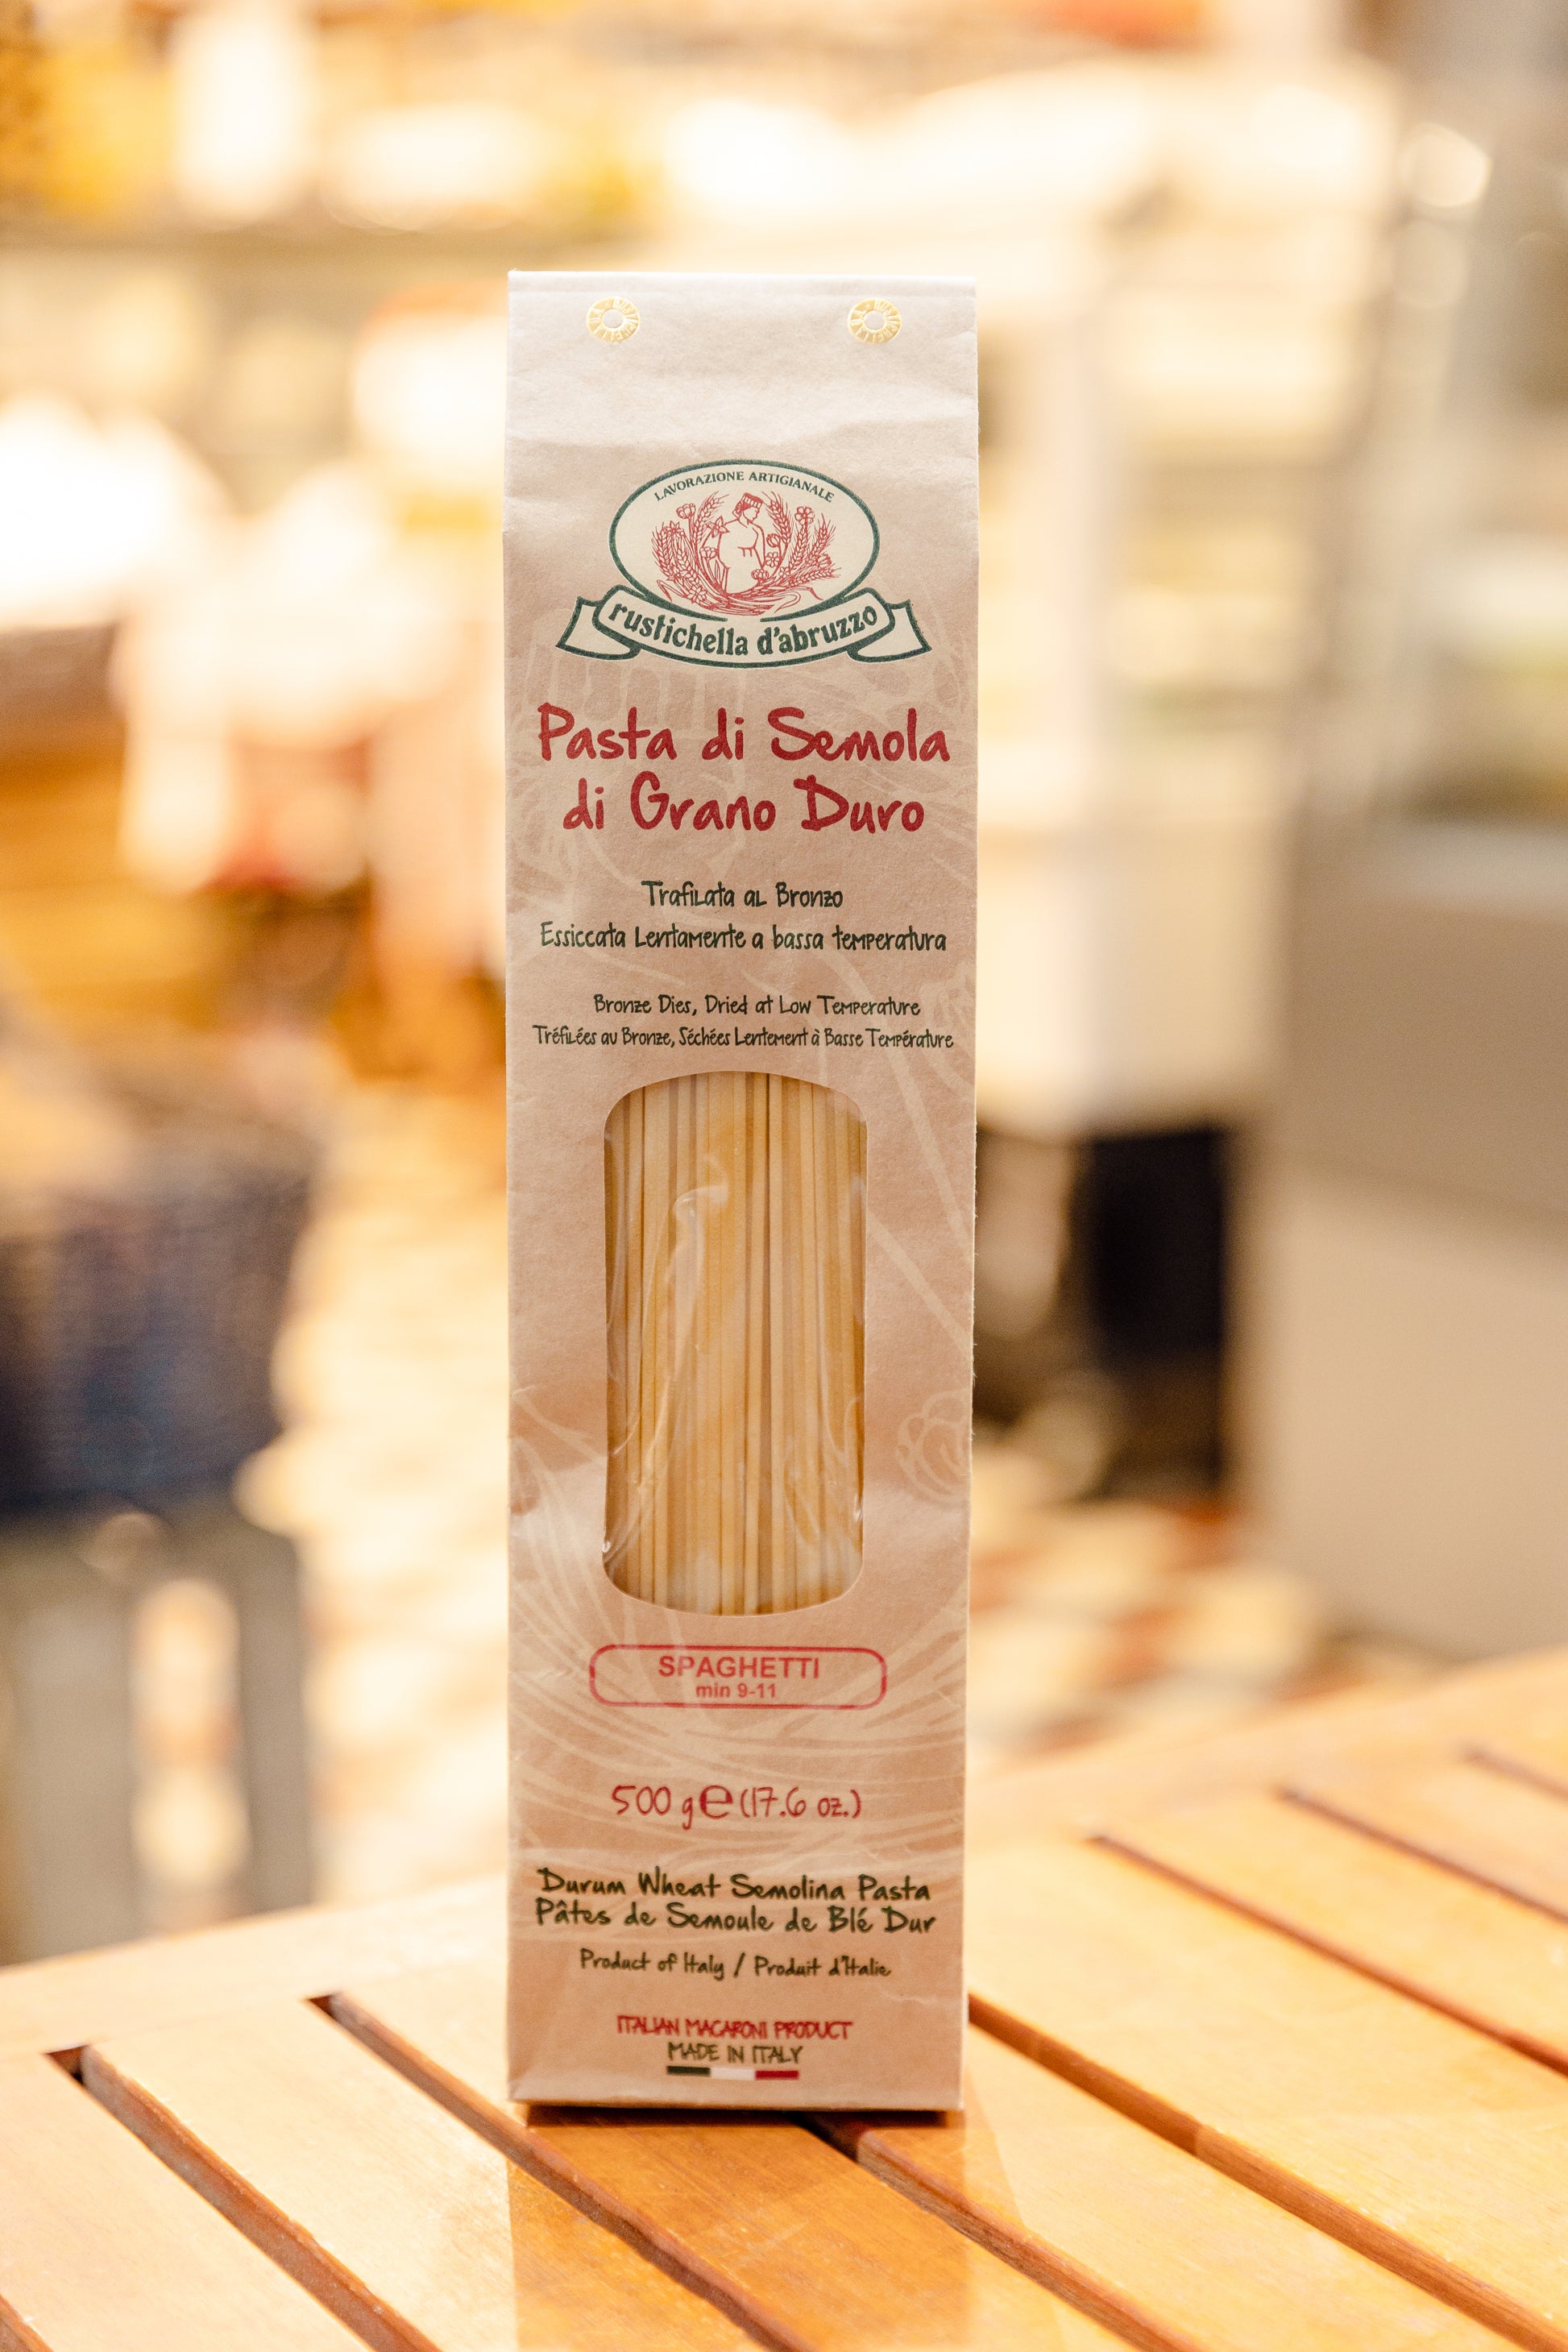 LAVORAZIONE ARTIGIANALE
rustichella d'abruzzo
Pasta di Semola
di Grano Duro
Trafilata al Bronzo
Essiccata Lentamente a bassa temperatura
Bronze Dies, Dried at Low Temperature
Tréfilées au Bronze, Séchées Lentement à Basse Température
SPAGHETTI
min 9-11
500 g e (17.6 oz.)
Durum Wheat Semolina Pasta
Pâtes de Semoule de Blé Dur
Product of Italy / Produit d'Italie
ITALIAN MACARONI PRODUCT
MADE IN ITALY